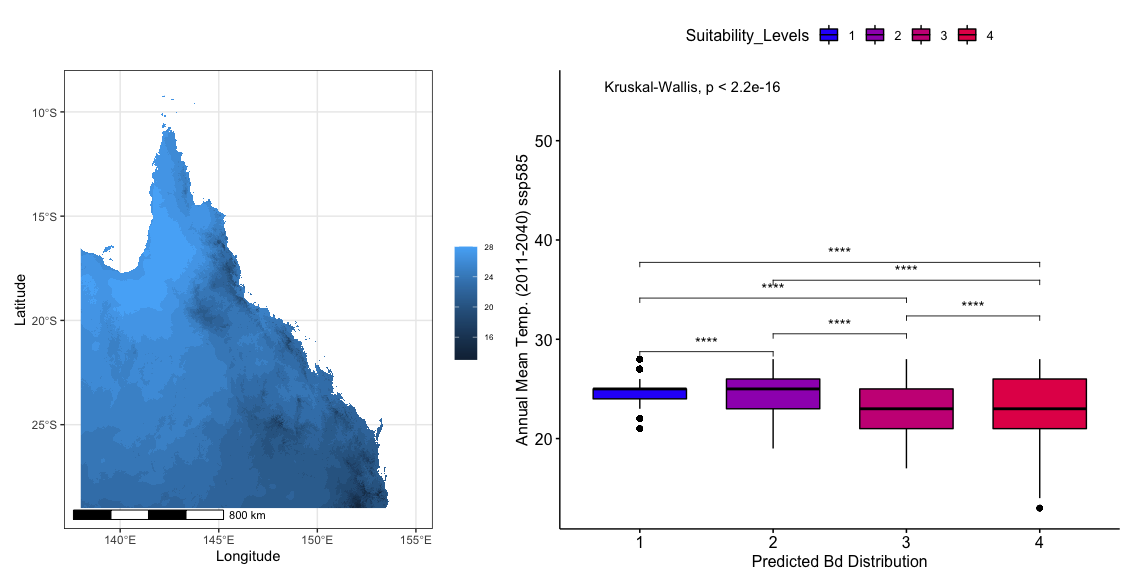 10°S
15°S
20°S
25°S
Latitude
140°E
145°E
150°E
155°E
Longitude
800 km
28
24
20
16
Suitability_Levels 1 2 3 4
Kruskal-Wallis, p < 2.2e-16
Annual Mean Temp. (2011-2040) ssp585
50
40
30
20
****
****
****
****
****
****
1
2
3
4
Predicted Bd Distribution